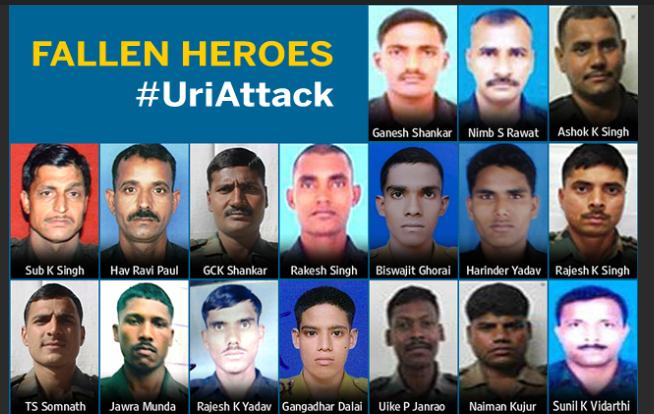 FALLEN HEROES
#UriAttack
Ganesh Shankar
Nimb S Rawat
Ashok K Singh
Sub K Singh
Hav Ravi Paul
GCK Shankar
Rakesh Singh
Biswajit Ghorai
Harinder Yadav
Rajesh K Singh
TS Somnath
Jawra Munda
Rajesh K Yadav
Gangadhar Dalai
Uike P Janrao
Naiman Kujur
Sunil K Vidarthi